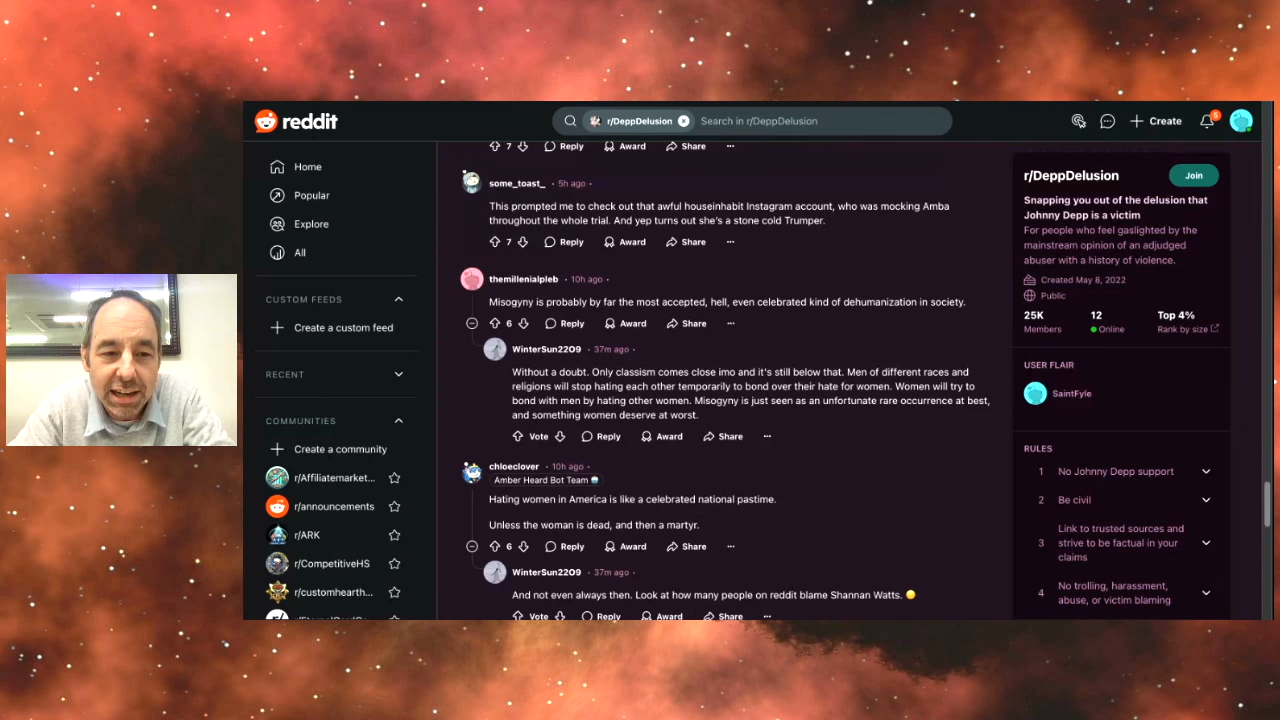 reddit
r/DeppDelusion
Search in r/DeppDelusion
Create
5
Home
Popular
Explore
All
CUSTOM FEEDS
Create a custom feed
RECENT
COMMUNITIES
Create a community
r/Affiliatemarket...
r/announcements
r/ARK
r/CompetitiveHS
r/customhearth...
7 Reply Award Share
some_toast_ · 5h ago ·
This prompted me to check out that awful houseinhabit Instagram account, who was mocking Amba
throughout the whole trial. And yep turns out she's a stone cold Trumper.
7 Reply Award Share
themillenialpleb · 10h ago ·
Misogyny is probably by far the most accepted, hell, even celebrated kind of dehumanization in society.
6 Reply Award Share
WinterSun2209 · 37m ago ·
Without a doubt. Only classism comes close imo and it's still below that. Men of different races and
religions will stop hating each other temporarily to bond over their hate for women. Women will try to
bond with men by hating other women. Misogyny is just seen as an unfortunate rare occurrence at best,
and something women deserve at worst.
Vote Reply Award Share
chloeclover · 10h ago ·
Amber Heard Bot Team
Hating women in America is like a celebrated national pastime.
Unless the woman is dead, and then a martyr.
6 Reply Award Share
WinterSun2209 · 37m ago ·
And not even always then. Look at how many people on reddit blame Shannan Watts.
Vote Reply Award Share
r/DeppDelusion
Join
Snapping you out of the delusion that
Johnny Depp is a victim
For people who feel gaslighted by the
mainstream opinion of an adjudged
abuser with a history of violence.
Created May 8, 2022
Public
25K 12 Top 4%
Members Online Rank by size
USER FLAIR
SaintFyle
RULES
1 No Johnny Depp support
2 Be civil
3 Link to trusted sources and
strive to be factual in your
claims
4 No trolling, harassment,
abuse, or victim blaming